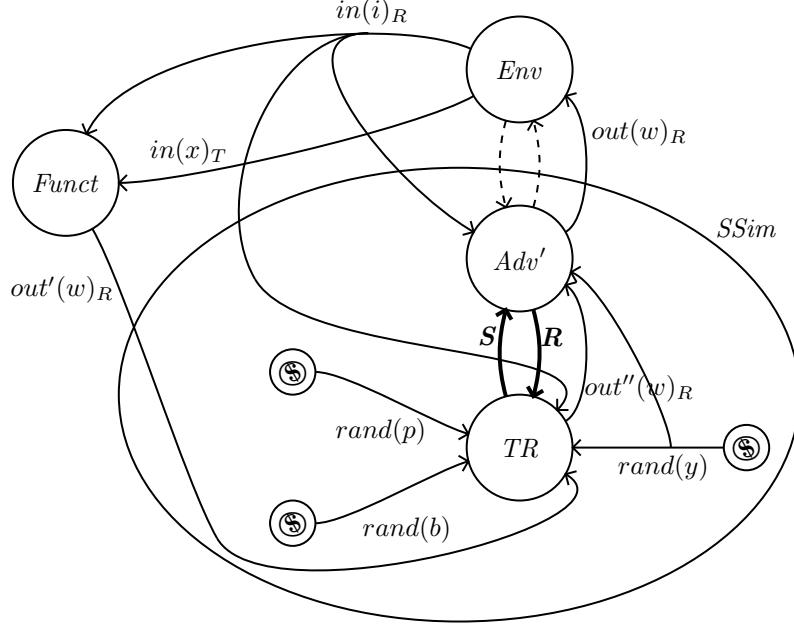 in(i)_R
Env
in(x)_T
out(w)_R
Funct
SSim
Adv'
out'(w)_R
S
R
$
out''(w)_R
rand(p)
TR
rand(y)
$
$
rand(b)